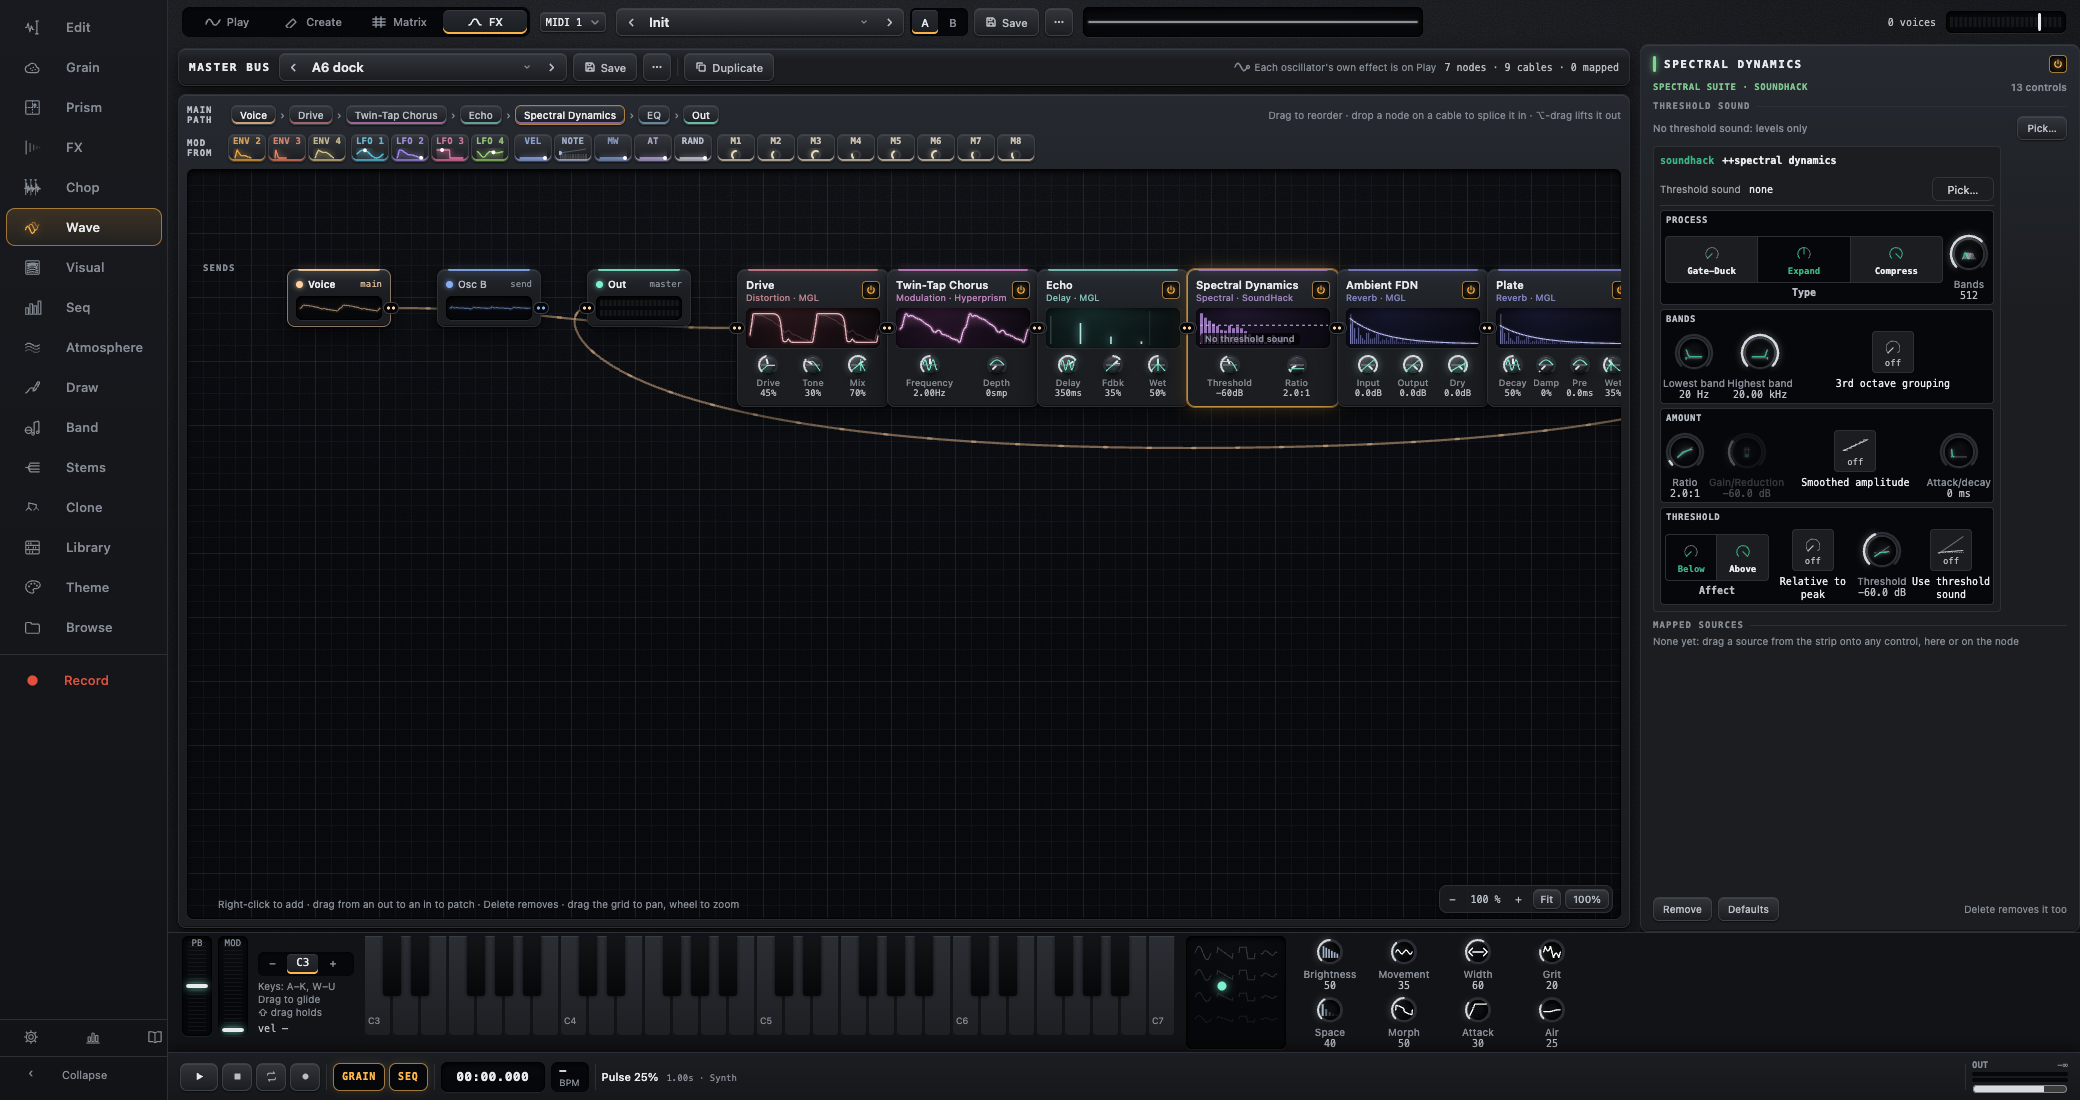 Edit
Grain
Prism
FX
Chop
Wave
Visual
Seq
Atmosphere
Draw
Band
Stems
Clone
Library
Theme
Browse
Record
Collapse
Play
Create
Matrix
FX
MIDI 1
Init
A
B
Save
0 voices
MASTER BUS
A6 dock
Save
Duplicate
Each oscillator's own effect is on Play
7 nodes · 9 cables · 0 mapped
MAIN PATH
Voice › Drive › Twin-Tap Chorus › Echo › Spectral Dynamics › EQ › Out
Drag to reorder · drop a node on a cable to splice it in · ⌥-drag lifts it out
MOD FROM
ENV 2 ENV 3 ENV 4 LFO 1 LFO 2 LFO 3 LFO 4 VEL NOTE MW AT RAND M1 M2 M3 M4 M5 M6 M7 M8
SENDS
Voice main
Osc B send
Out master
Drive
Distortion · MGL
Drive Tone Mix
45% 30% 70%
Twin-Tap Chorus
Modulation · Hyperprism
Frequency Depth
2.00Hz 0smp
Echo
Delay · MGL
Delay Fdbk Wet
350ms 35% 50%
Spectral Dynamics
Spectral · SoundHack
No threshold sound
Threshold Ratio
−60dB 2.0:1
Ambient FDN
Reverb · MGL
Input Output Dry
0.0dB 0.0dB 0.0dB
Plate
Reverb · MGL
Decay Damp Pre Wet
50% 0% 0.0ms 35%
Right-click to add · drag from an out to an in to patch · Delete removes · drag the grid to pan, wheel to zoom
− 100 % + Fit 100%
SPECTRAL DYNAMICS
SPECTRAL SUITE · SOUNDHACK
13 controls
THRESHOLD SOUND
No threshold sound: levels only
Pick...
soundhack ++spectral dynamics
Threshold sound none
Pick...
PROCESS
Gate-Duck Expand Compress
Type
Bands
512
BANDS
Lowest band Highest band
20 Hz 20.00 kHz
off
3rd octave grouping
AMOUNT
Ratio
2.0:1
Gain/Reduction
−60.0 dB
off
Smoothed amplitude
Attack/decay
0 ms
THRESHOLD
Below Above
Affect
off
Relative to peak
Threshold
−60.0 dB
off
Use threshold sound
MAPPED SOURCES
None yet: drag a source from the strip onto any control, here or on the node
Remove
Defaults
Delete removes it too
PB
MOD
− C3 +
Keys: A–K, W–U
Drag to glide
⇧ drag holds
vel −
C3
C4
C5
C6
C7
Brightness Movement Width Grit
50 35 60 20
Space Morph Attack Air
40 50 30 25
GRAIN
SEQ
00:00.000
− BPM
Pulse 25% 1.00s · Synth
OUT −∞